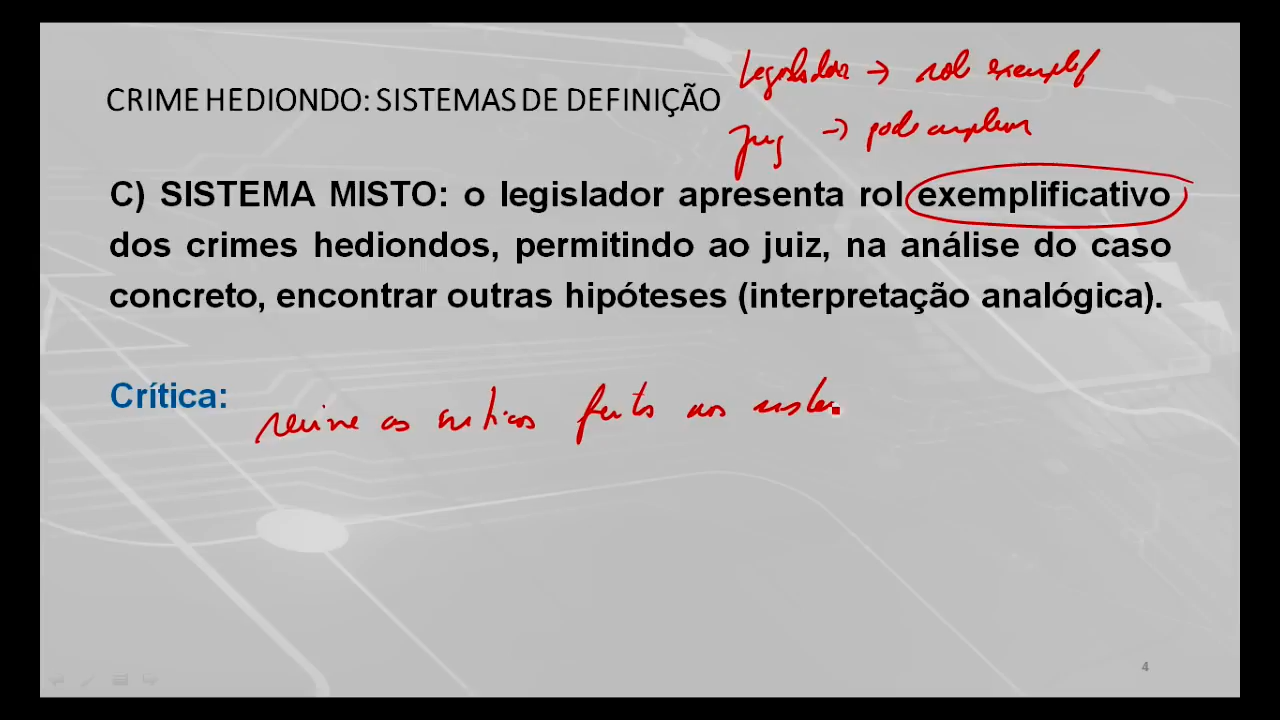 legislador → rol exemplif
CRIME HEDIONDO: SISTEMAS DE DEFINIÇÃO
Juiz → pode ampliar
C) SISTEMA MISTO: o legislador apresenta rol exemplificativo
dos crimes hediondos, permitindo ao juiz, na análise do caso
concreto, encontrar outras hipóteses (interpretação analógica).
Crítica: reúne as críticas feitas aos sistem
4